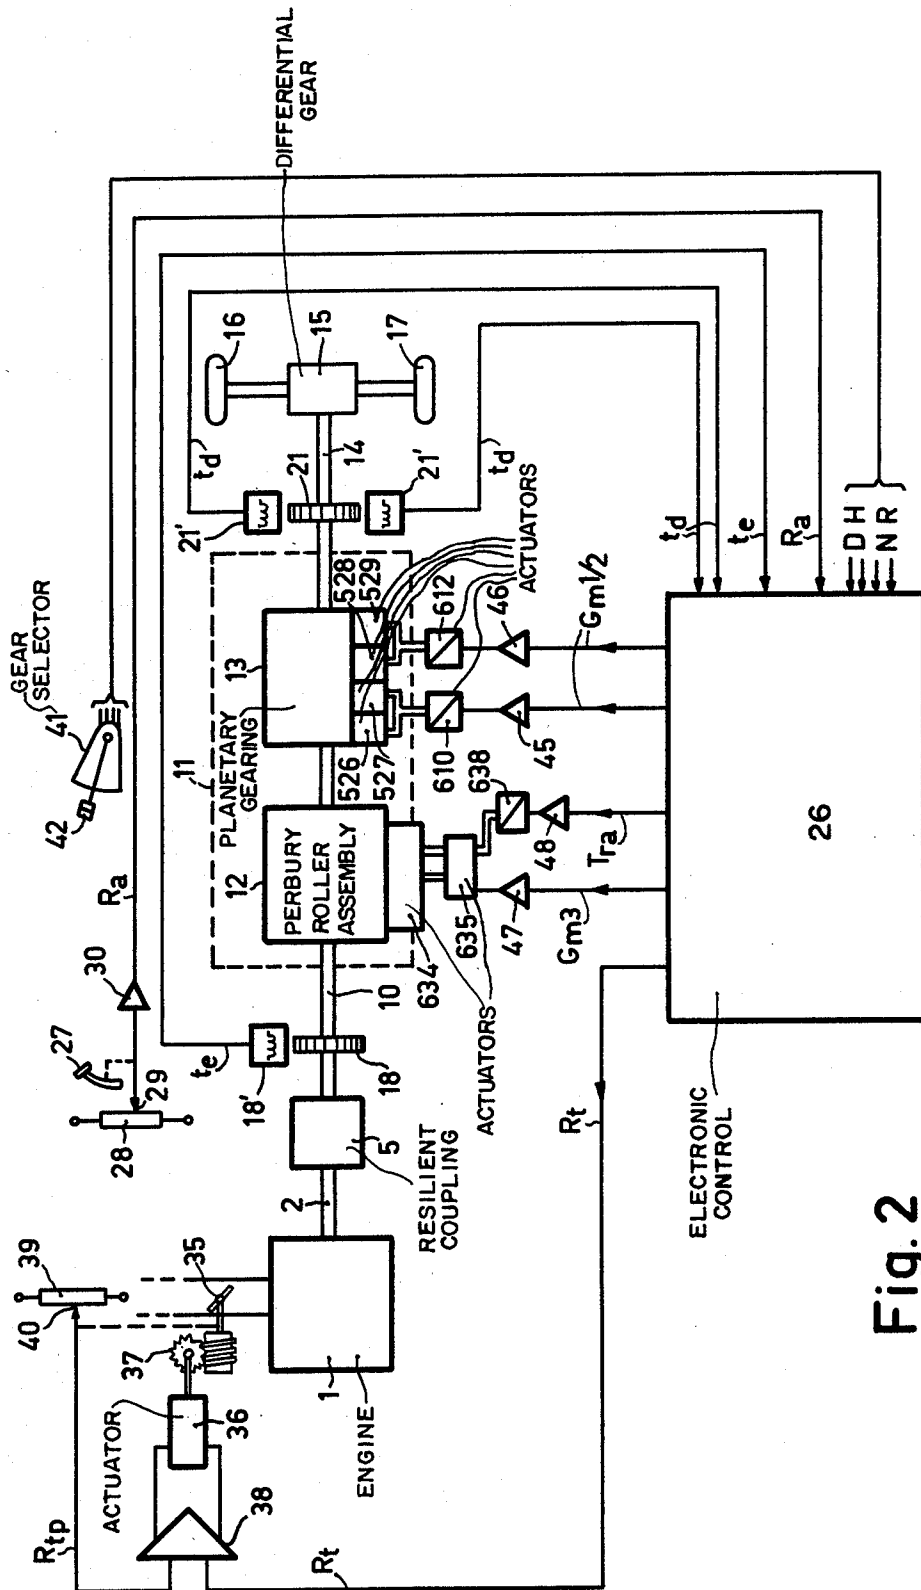 DIFFERENTIAL
GEAR
GEAR
SELECTOR
41
42
Ra
30
27
29
28
39
40
35
37
ACTUATOR
36
38
Rtp
Rt
1
ENGINE
2
5
RESILIENT
COUPLING
18'
18'
te
10
11
PLANETARY
GEARING
12
PERBURY
ROLLER
ASSEMBLY
13
526
527
528
529
21'
21
21'
td
td
14
15
16
17
634
635
638
610
612
ACTUATORS
ACTUATORS
45
46
47
48
Gm3
Tra
Gm1/2
td
te
Ra
D H
N R
26
ELECTRONIC
CONTROL
Rt
Fig. 2